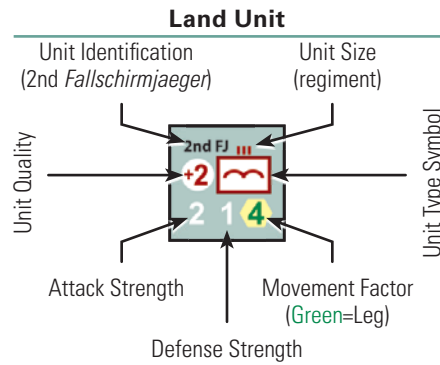 Land Unit
Unit Identification
(2nd Fallschirmjaeger)
Unit Size
(regiment)
Unit Quality
2nd FJ III
+2
2 1 4
Unit Type Symbol
Attack Strength
Movement Factor
(Green=Leg)
Defense Strength